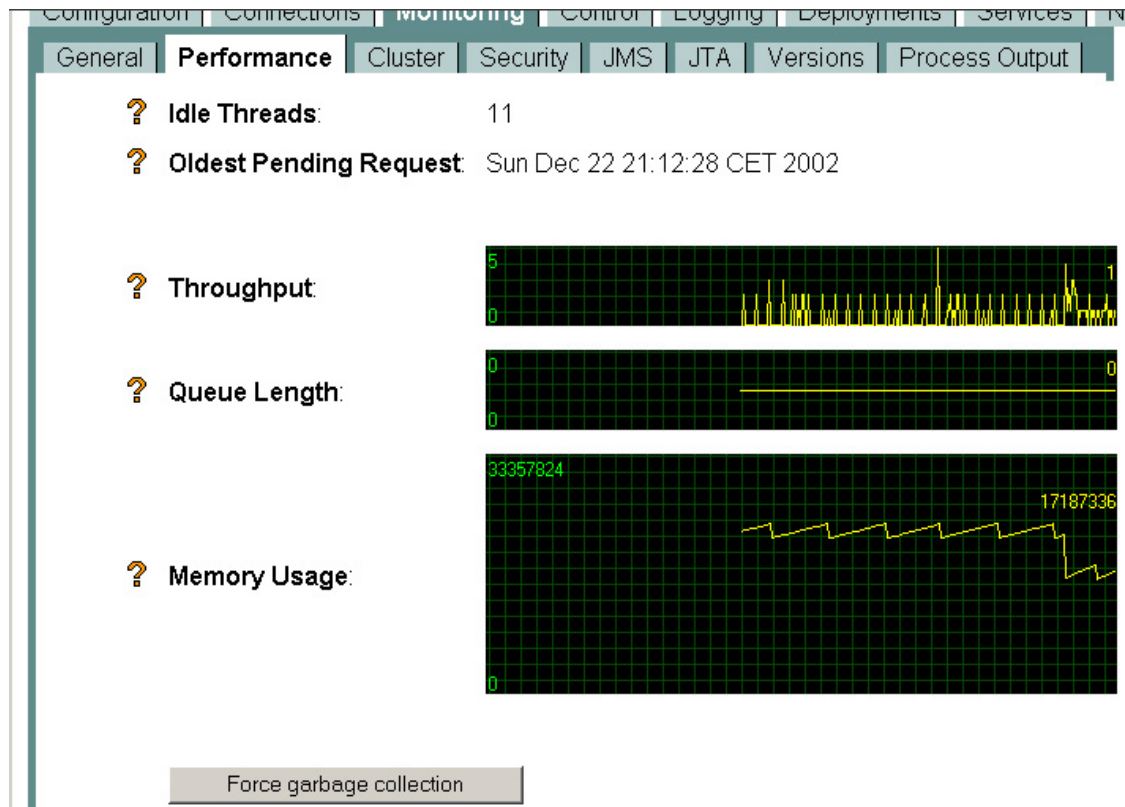 Configuration Connections Monitoring Control Logging Deployments Services
General Performance Cluster Security JMS JTA Versions Process Output
? Idle Threads: 11
? Oldest Pending Request: Sun Dec 22 21:12:28 CET 2002
5
1
? Throughput:
0
0
0
? Queue Length:
0
33357824
17187336
? Memory Usage:
0
Force garbage collection